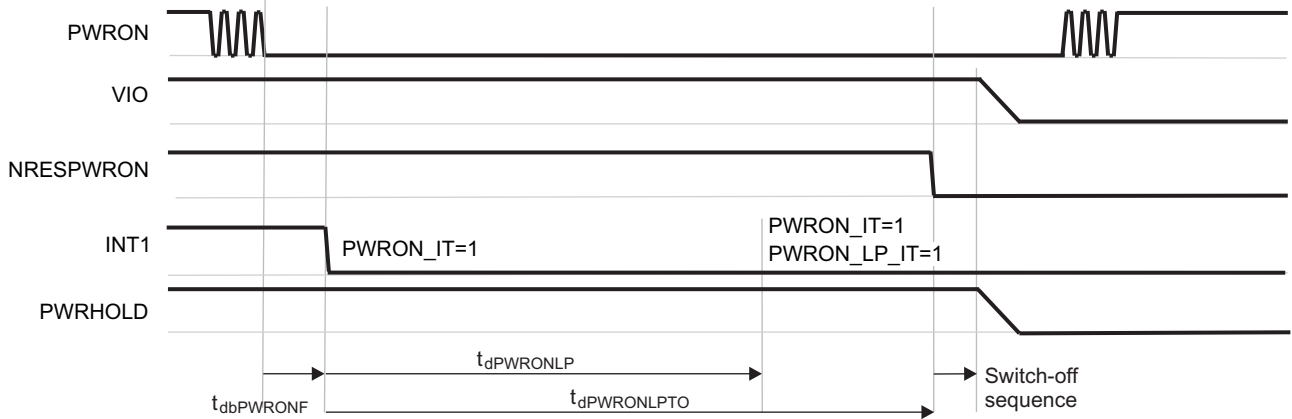 PWRON
VIO
NRESPWRON
INT1
PWRON_IT=1
PWRON_IT=1
PWRON_LP_IT=1
PWRHOLD
tdPWRONLP
Switch-off
sequence
tdbPWRONF
tdPWRONLPTO